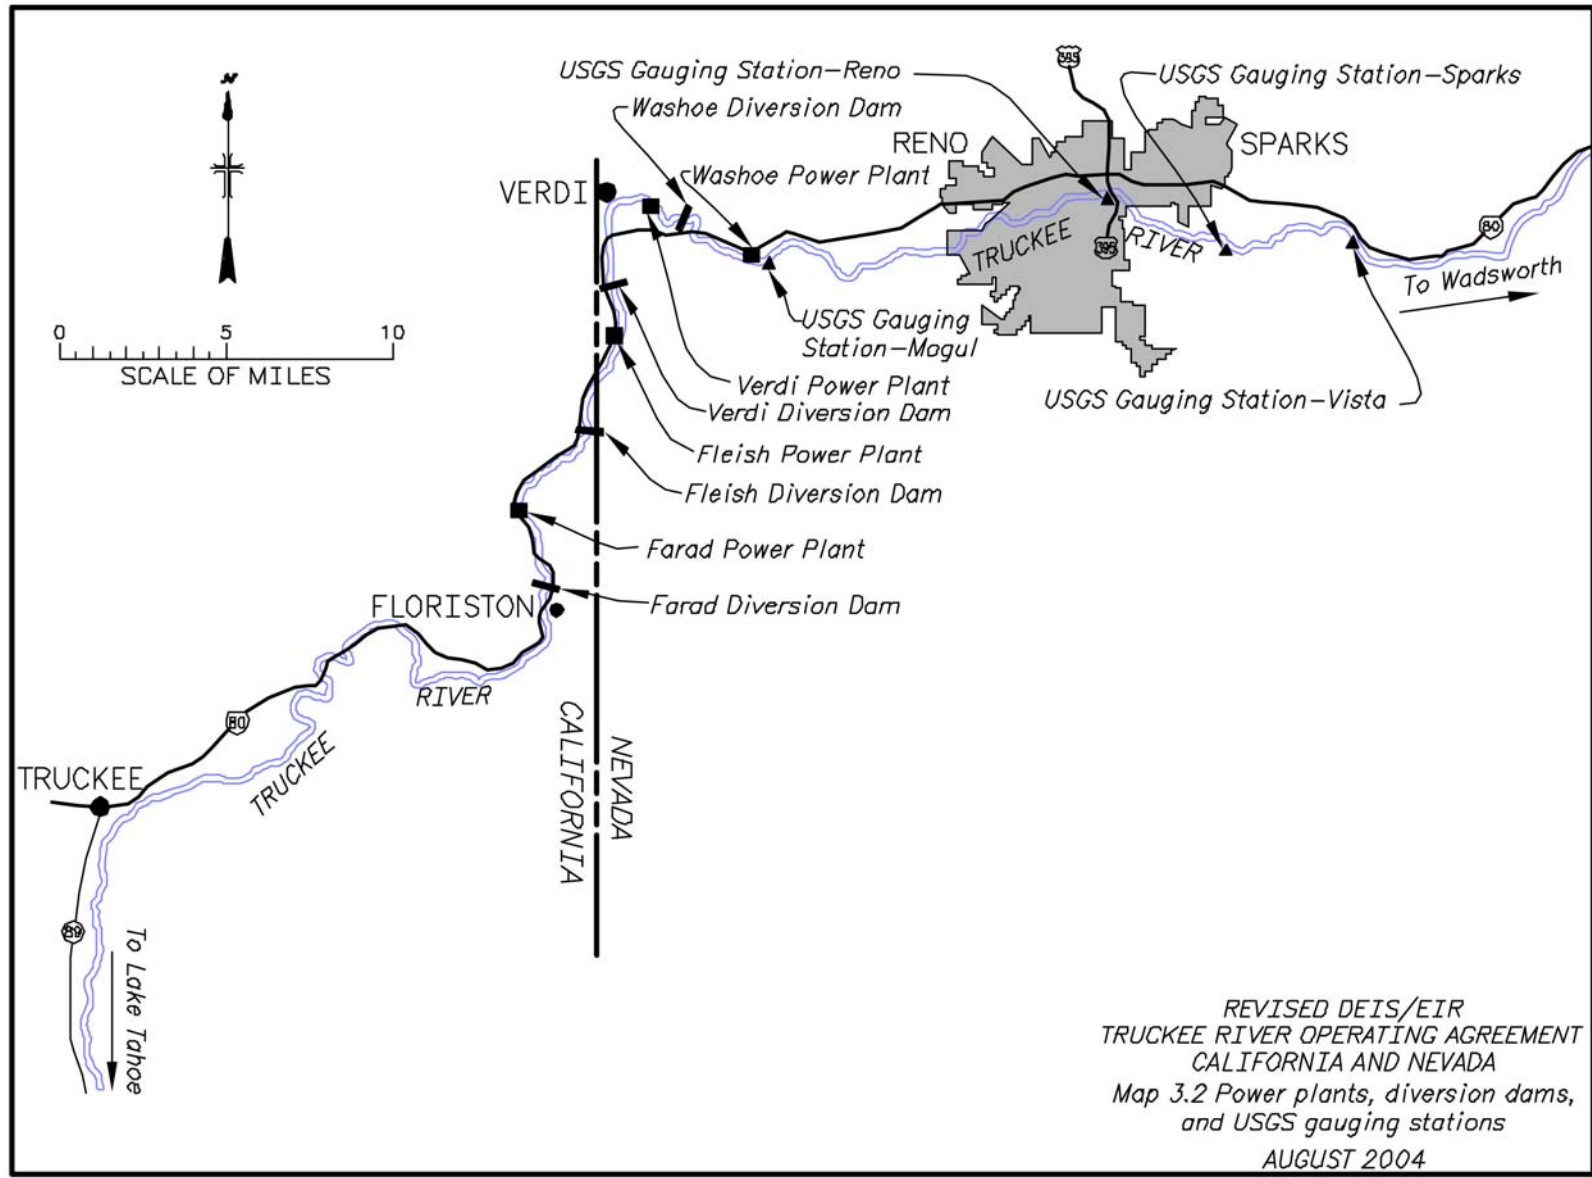 N
0 5 10
SCALE OF MILES
USGS Gauging Station-Reno
Washoe Diversion Dam
395
USGS Gauging Station-Sparks
RENO
SPARKS
Washoe Power Plant
VERDI
TRUCKEE
RIVER
395
80
To Wadsworth
USGS Gauging
Station-Mogul
Verdi Power Plant
Verdi Diversion Dam
USGS Gauging Station-Vista
Fleish Power Plant
Fleish Diversion Dam
Farad Power Plant
FLORISTON
Farad Diversion Dam
RIVER
80
TRUCKEE
TRUCKEE
CALIFORNIA
NEVADA
89
To Lake Tahoe
REVISED DEIS/EIR
TRUCKEE RIVER OPERATING AGREEMENT
CALIFORNIA AND NEVADA
Map 3.2 Power plants, diversion dams,
and USGS gauging stations
AUGUST 2004